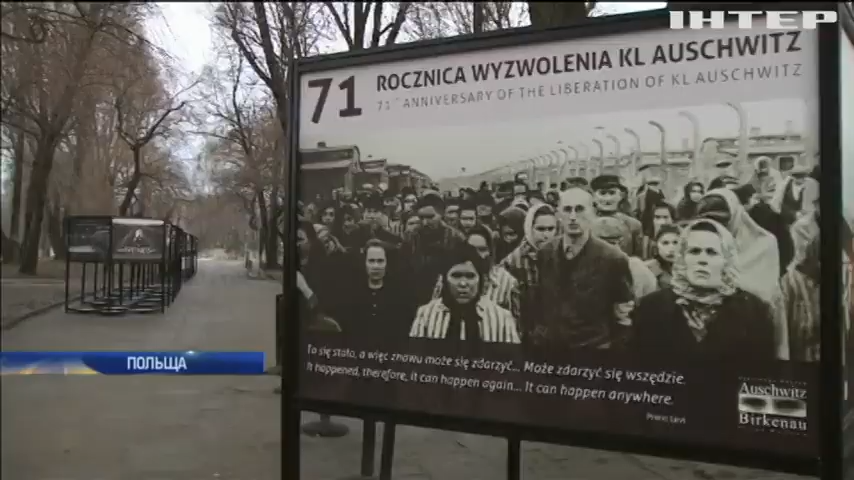 ІНТЕР
71 ROCZNICA WYZWOLENIA KL AUSCHWITZ
71ST ANNIVERSARY OF THE LIBERATION OF KL AUSCHWITZ
ПОЛЬЩА
To się stało, a więc znowu może się zdarzyć... Może zdarzyć się wszędzie.
It happened, therefore, it can happen again... It can happen anywhere.
Primo Levi
Auschwitz
Birkenau